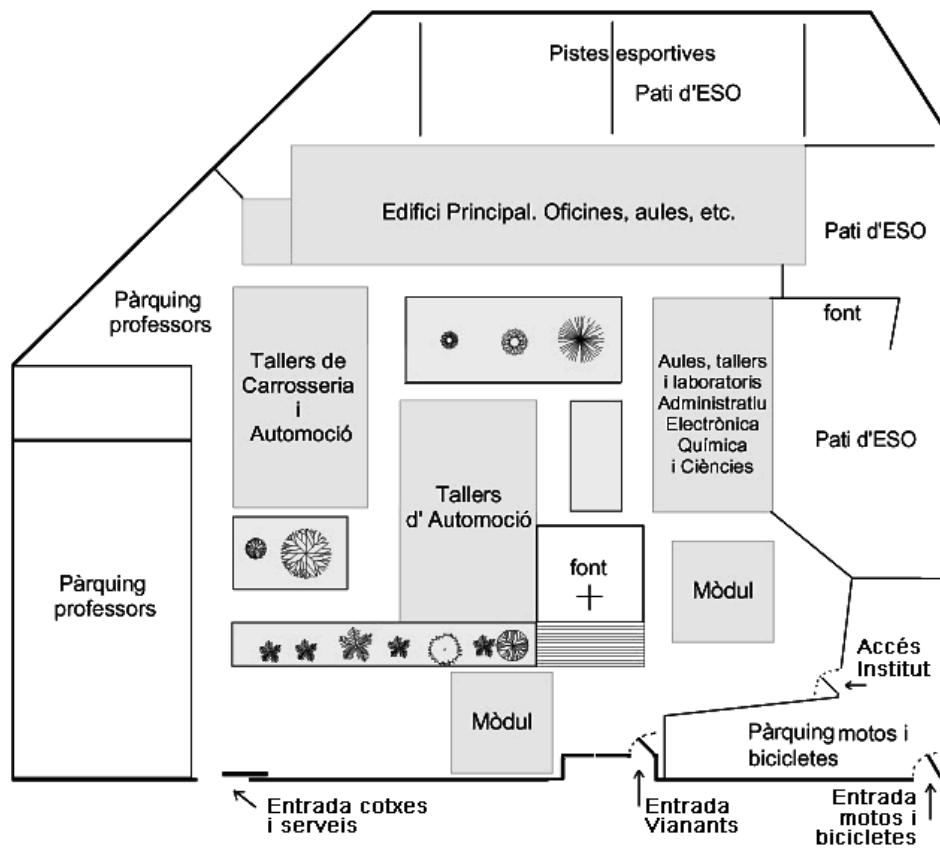 Pistes esportives
Pati d'ESO
Edifici Principal. Oficines, aules, etc.
Pati d'ESO
Pàrquing
professors
font
Tallers de
Carrosseria
i
Automoció
Aules, tallers
i laboratoris
Administratiu
Electrònica
Química
i Ciències
Pati d'ESO
Tallers
d' Automoció
Pàrquing
professors
font
Mòdul
Accés
Institut
Mòdul
Pàrquing motos i
bicicletes
Entrada cotxes
i serveis
Entrada
Vianants
Entrada
motos i
bicicletes